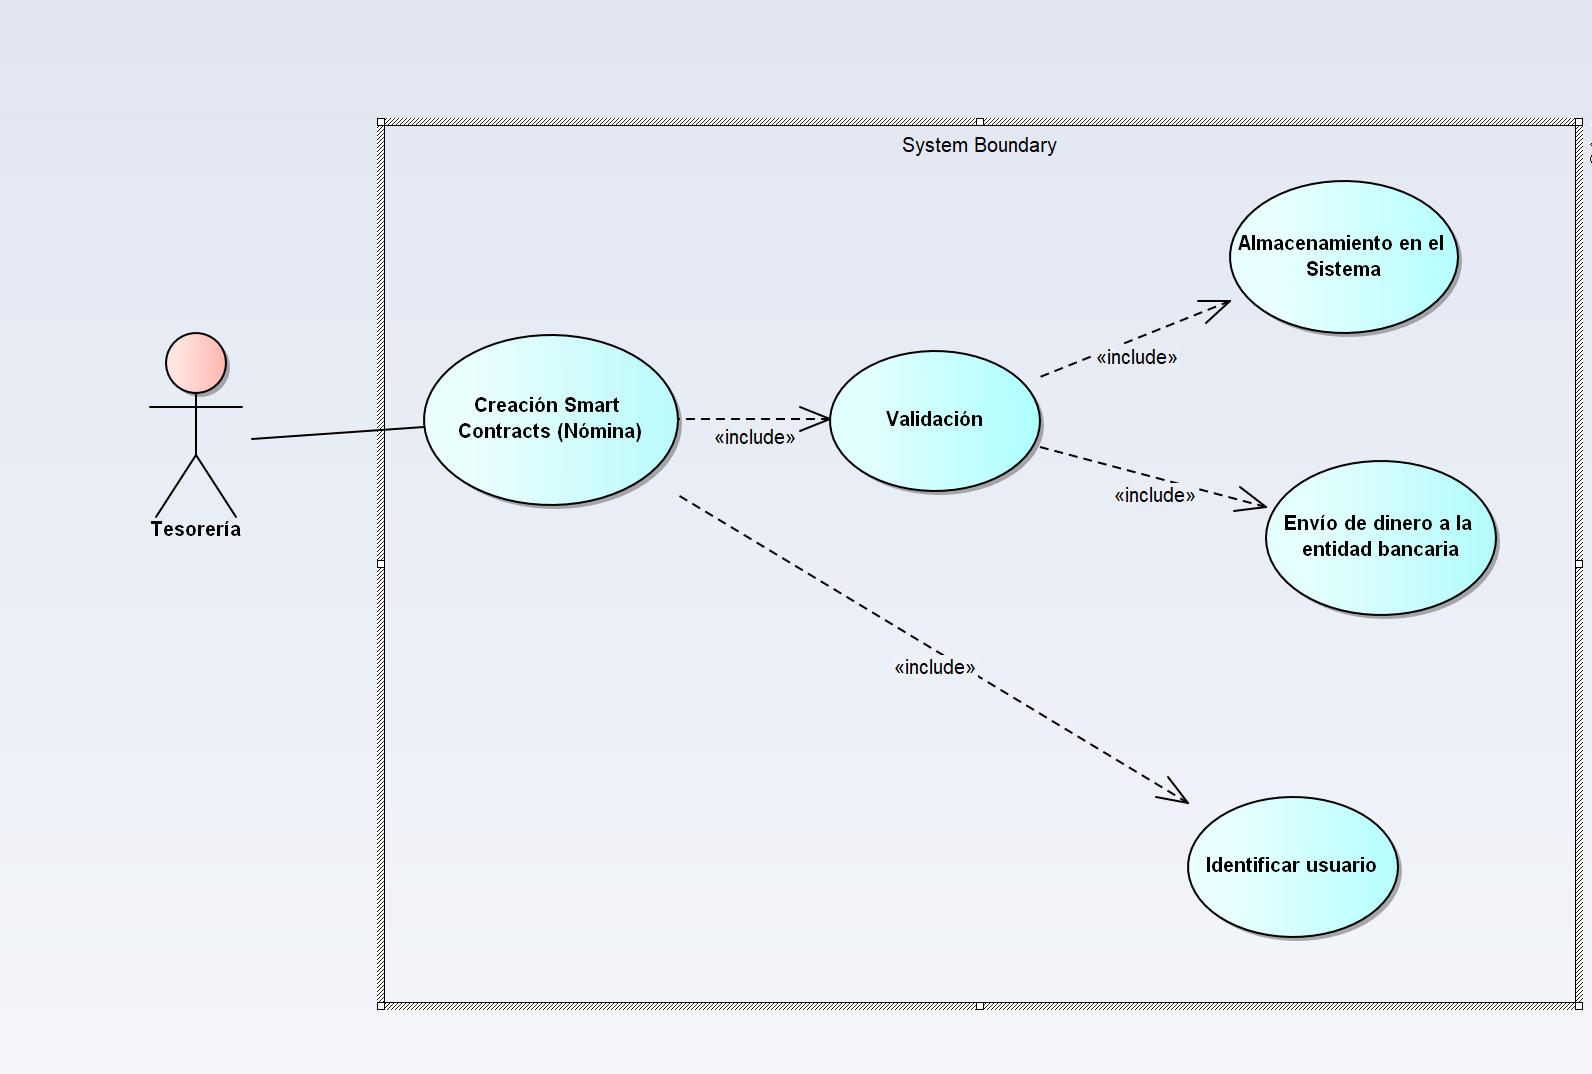 System Boundary
Almacenamiento en el
Sistema
«include»
Creación Smart
Contracts (Nómina)
«include»
Validación
«include»
Envío de dinero a la
entidad bancaria
Tesorería
«include»
Identificar usuario